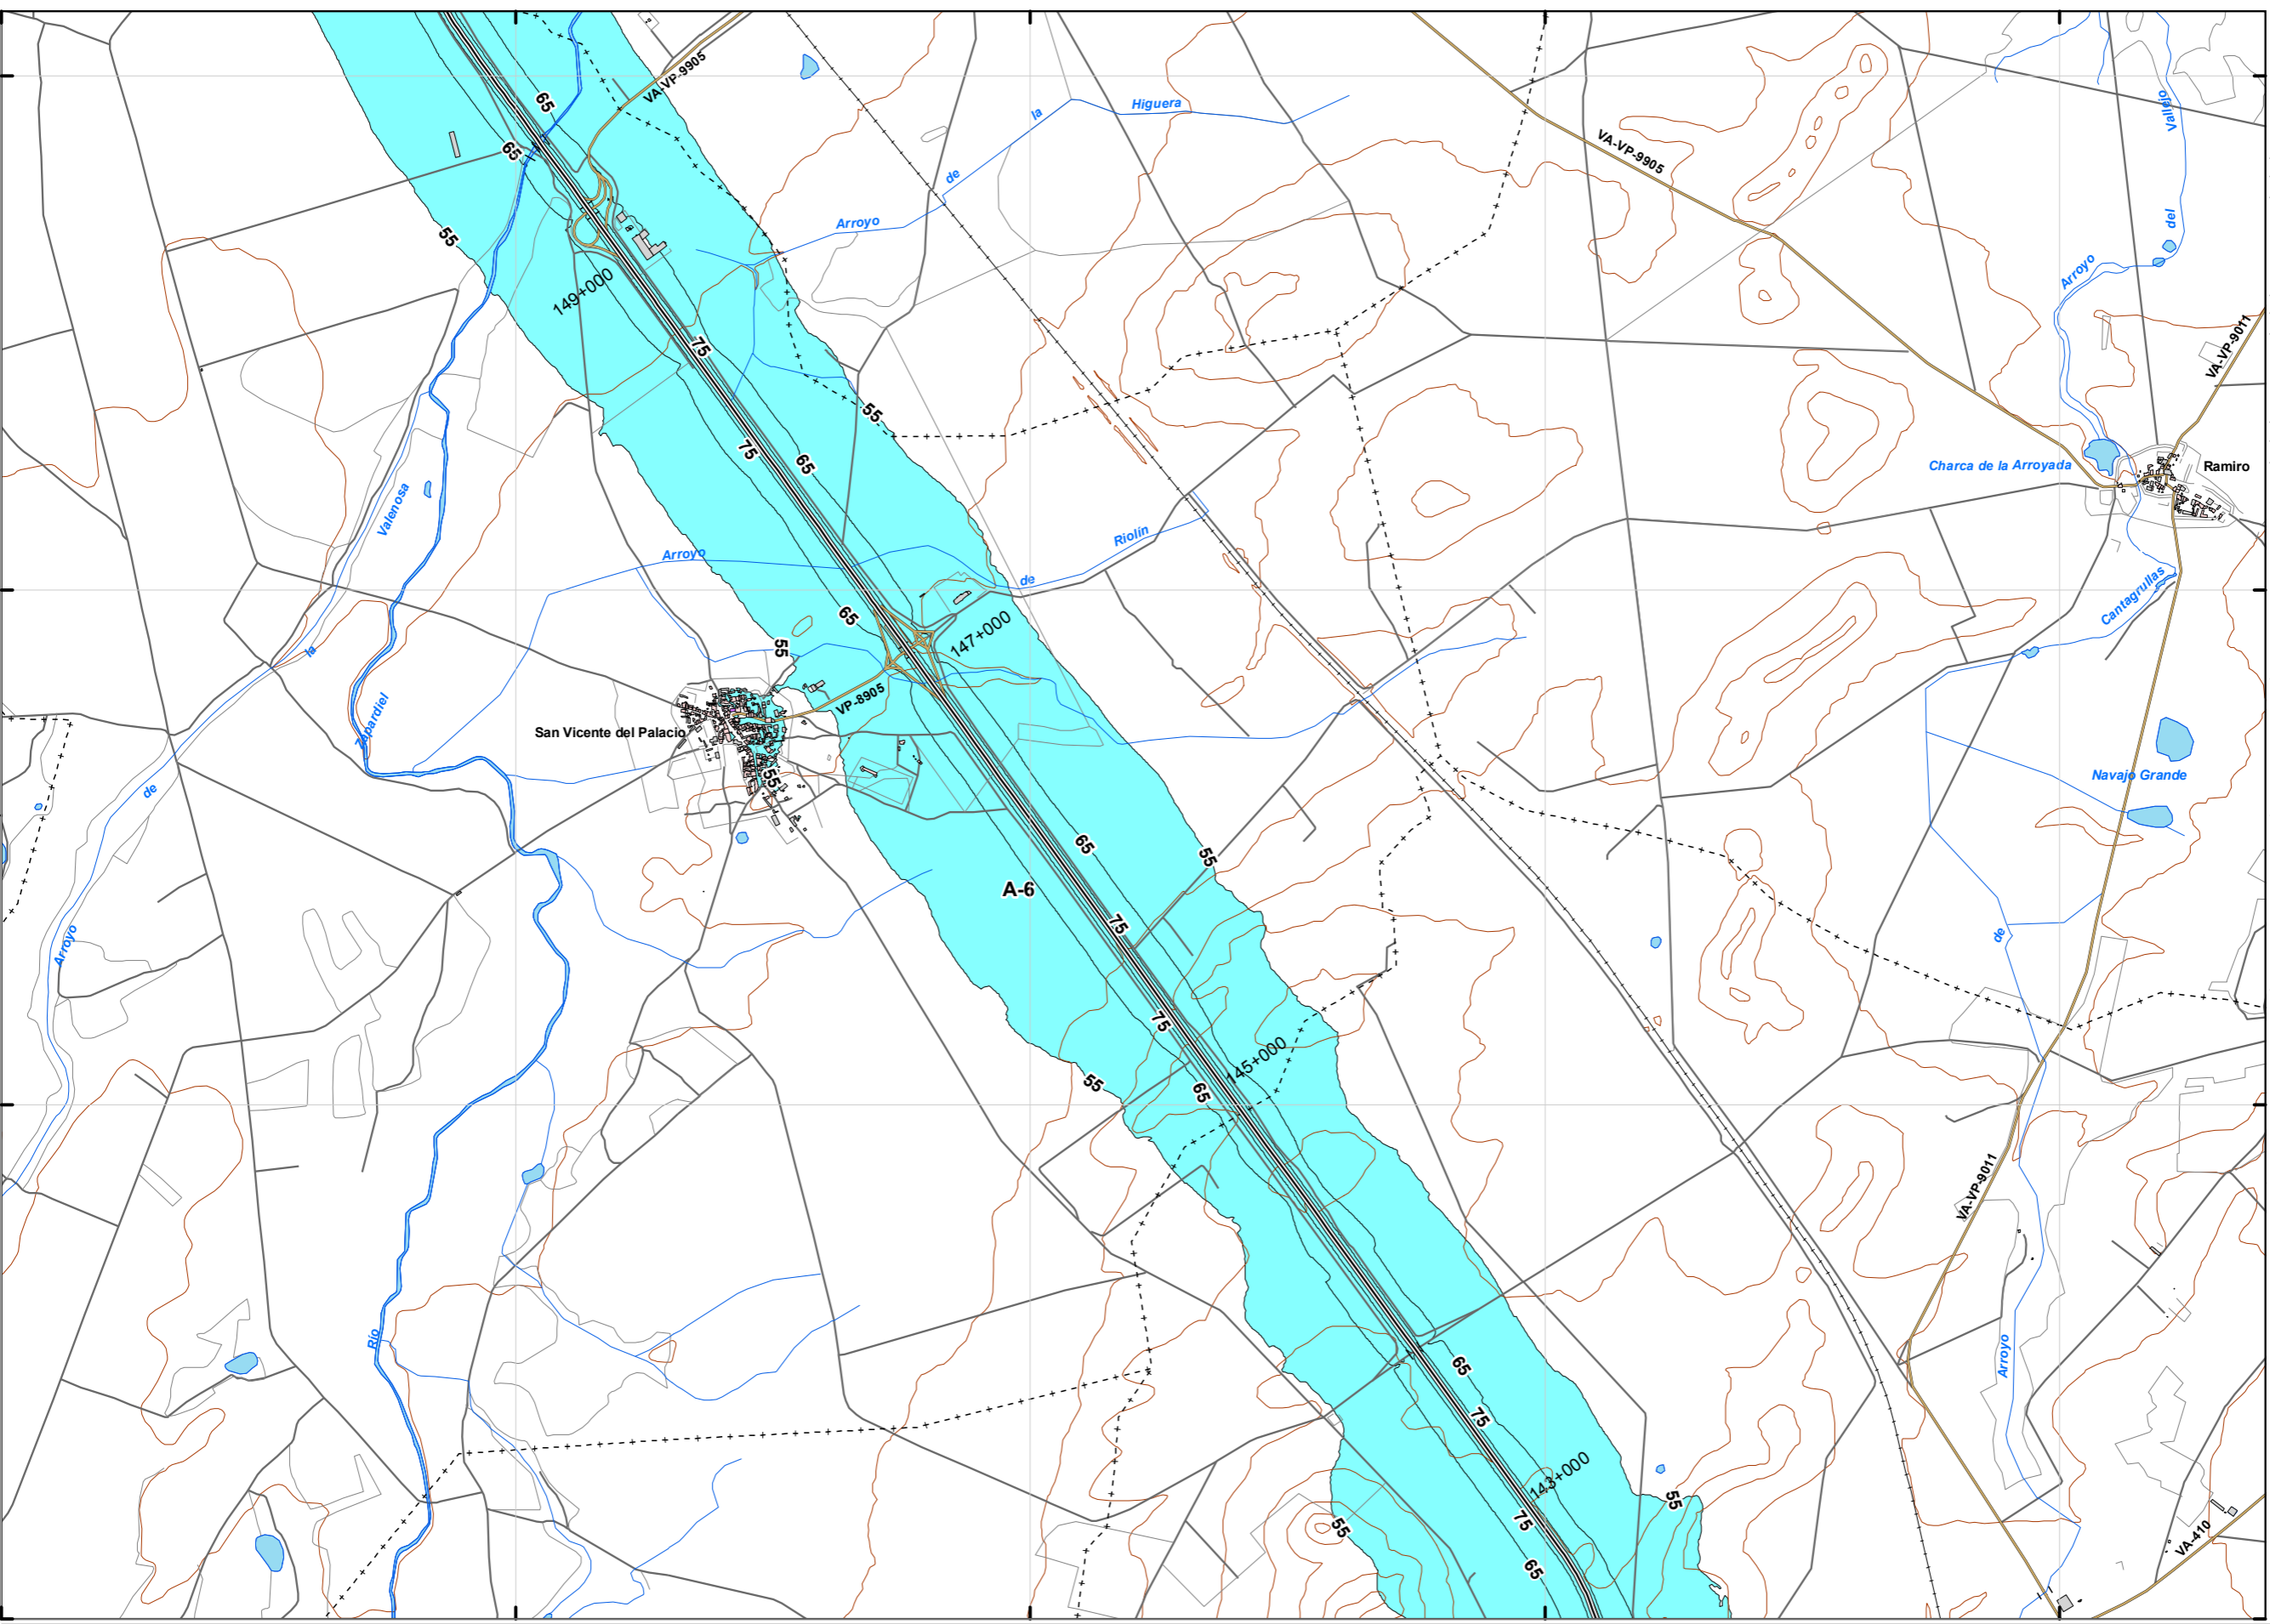 VA-VP-9905
65
65
la
Higuera
de
Arroyo
VA-VP-9905
Vallejo
del
Arroyo
55
149+000
75
VA-VP-9011
55
75
65
Charca de la Arroyada
Ramiro
Valenosa
Arroyo
Riolín
de
Cantagrullas
65
147+000
55
la
VP-8905
Zapardiel
San Vicente del Palacio
55
Navajo Grande
de
65
55
A-6
75
Arroyo
de
75
145+000
55
65
VA-VP-9011
Río
Arroyo
65
75
143+000
55
75
55
65
VA-410